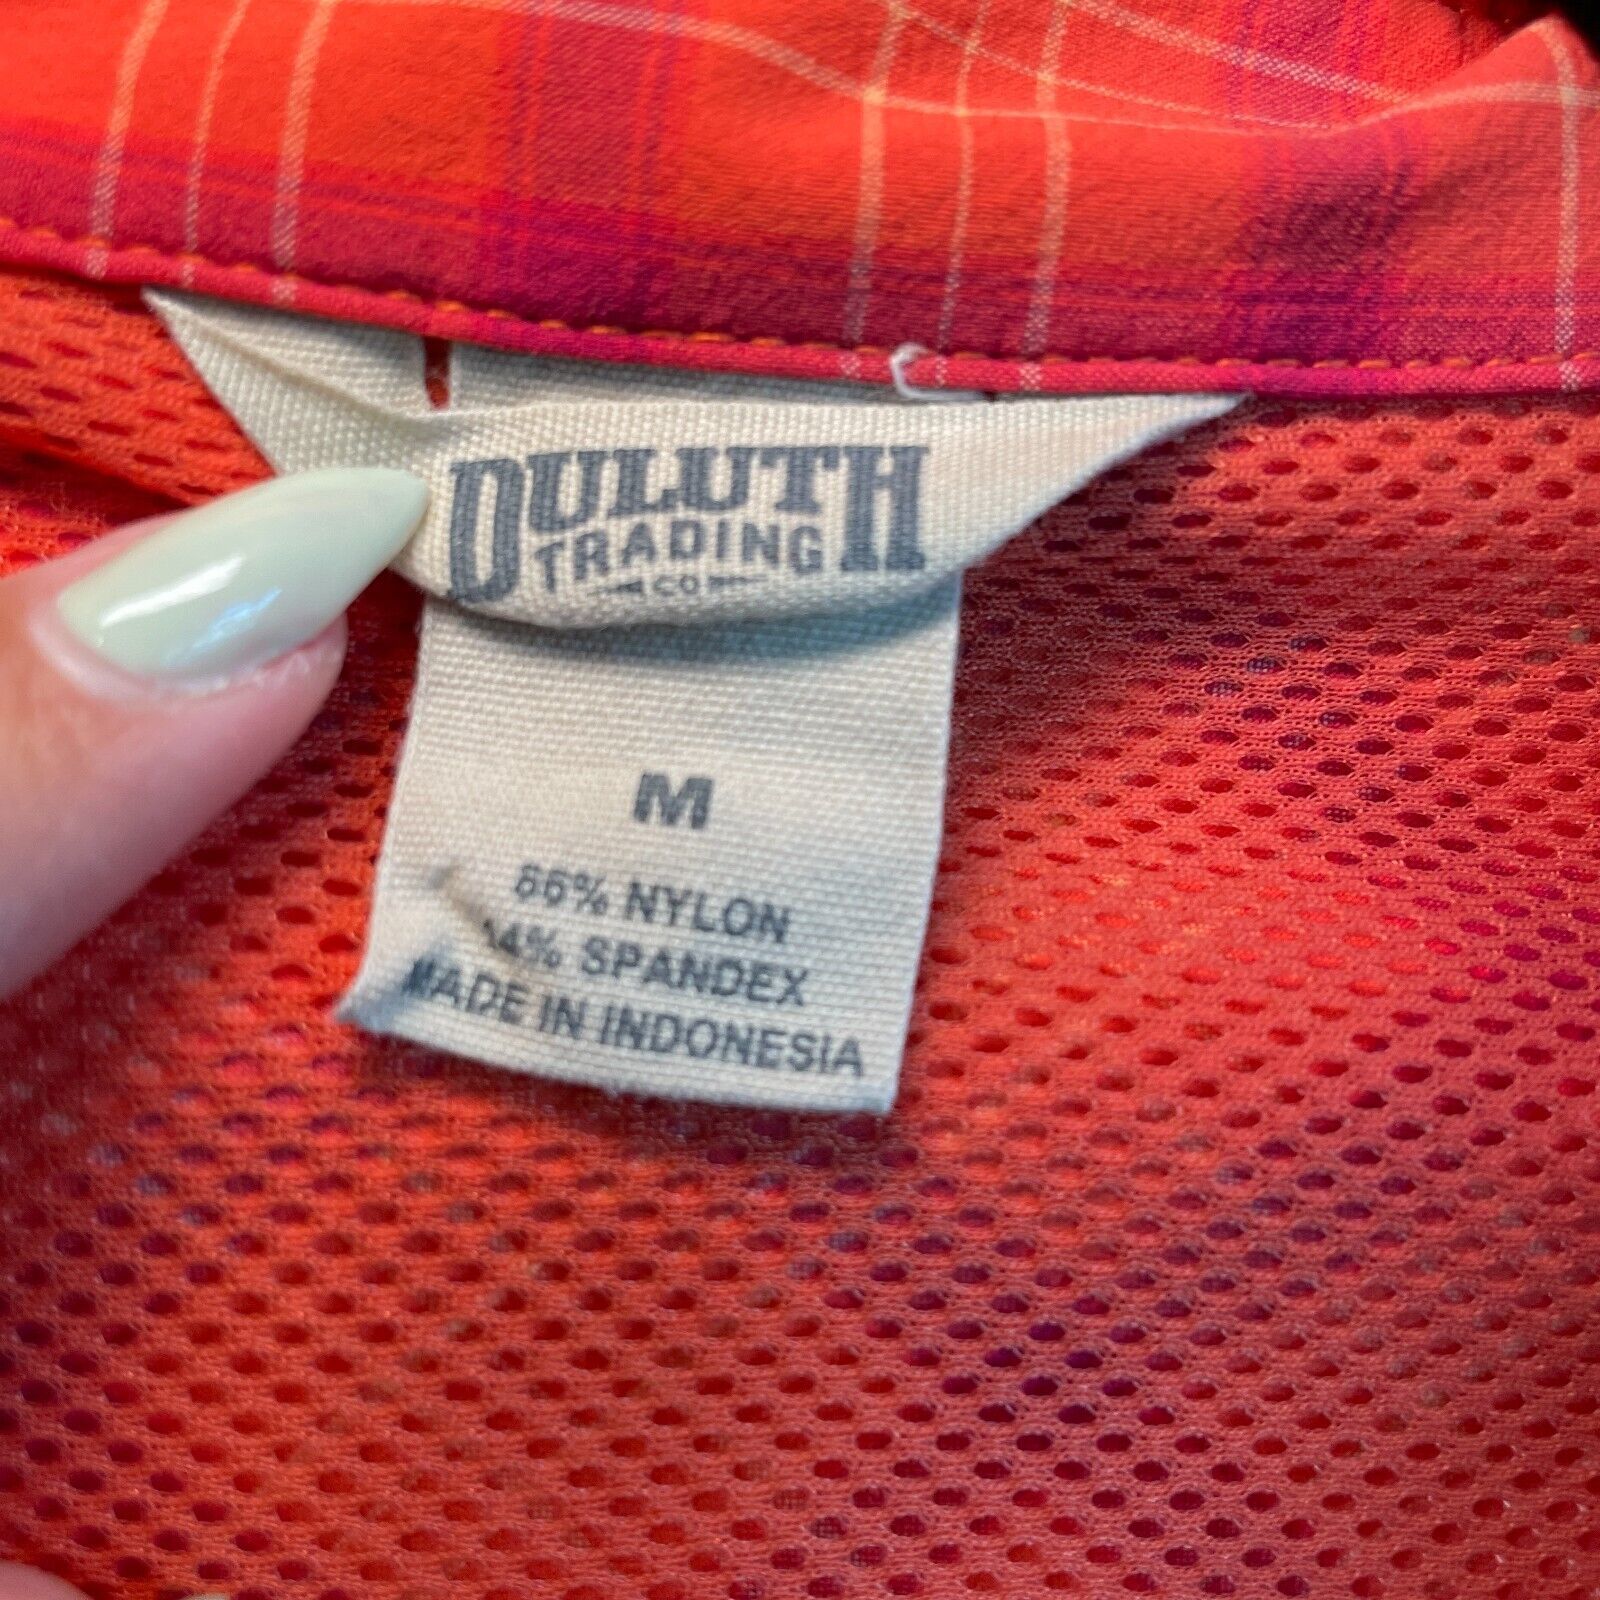 DULUTH
TRADING
CO
M
86% NYLON
14% SPANDEX
MADE IN INDONESIA